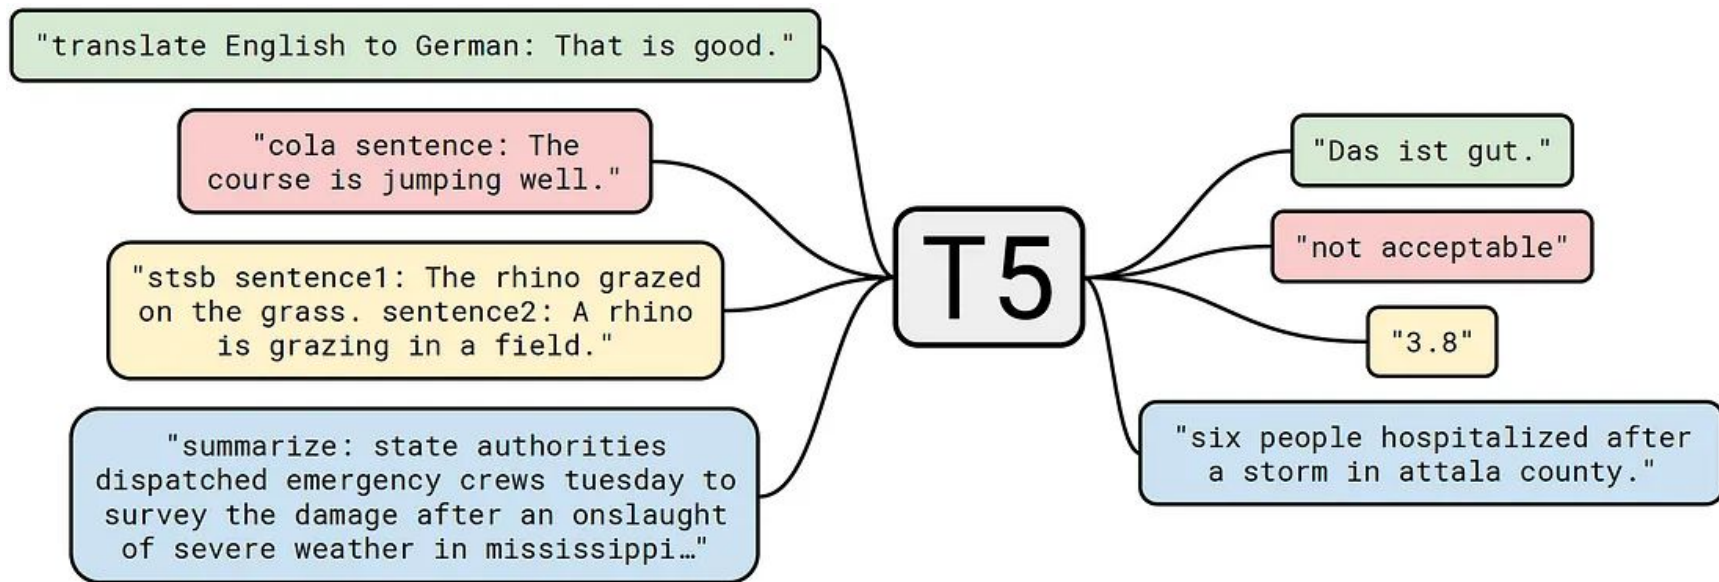 "translate English to German: That is good."
"cola sentence: The
course is jumping well."
"stsb sentence1: The rhino grazed
on the grass. sentence2: A rhino
is grazing in a field."
"summarize: state authorities
dispatched emergency crews tuesday to
survey the damage after an onslaught
of severe weather in mississippi…"
T5
"Das ist gut."
"not acceptable"
"3.8"
"six people hospitalized after
a storm in attala county."